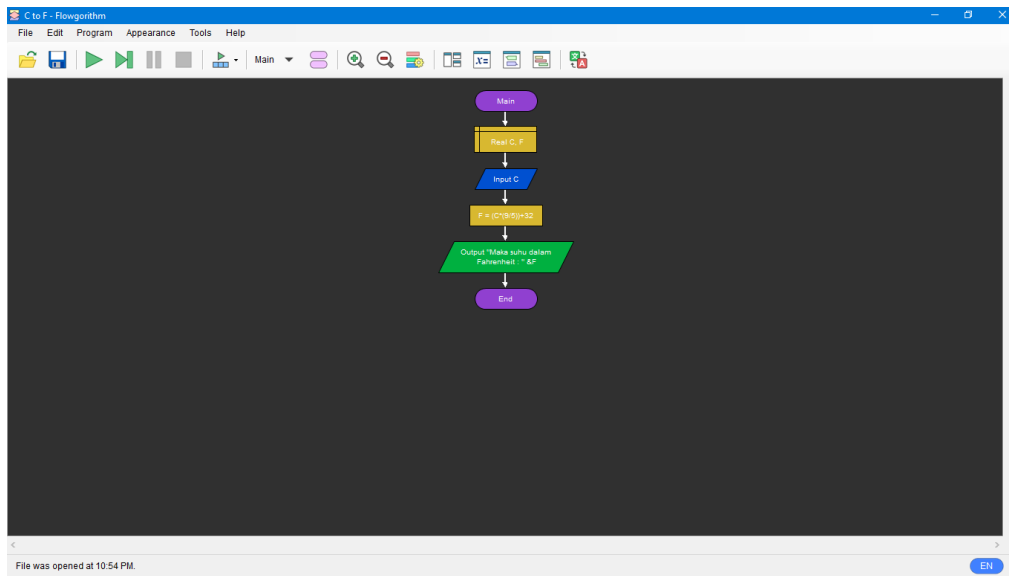 C to F - Flowgorithm
File Edit Program Appearance Tools Help
Main
X=
Main
Real C, F
Input C
F = (C*(9/5))+32
Output "Maka suhu dalam
Fahrenheit : " &F
End
File was opened at 10:54 PM.
EN